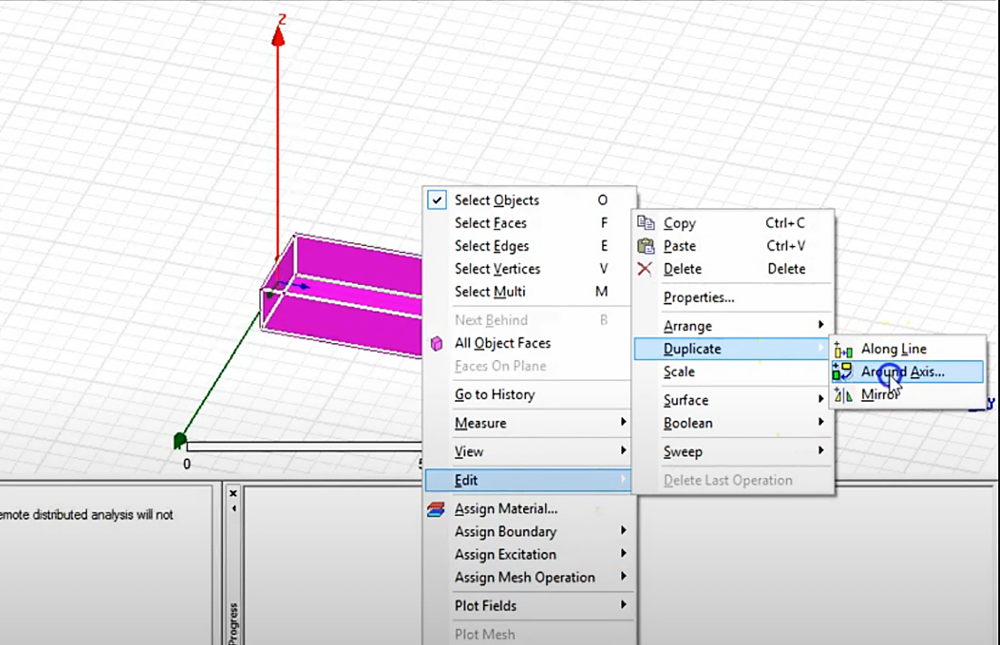 Z
Select Objects O
Select Faces F
Select Edges E
Select Vertices V
Select Multi M
Next Behind B
All Object Faces
Faces On Plane
Go to History
Measure
View
Edit
Assign Material...
Assign Boundary
Assign Excitation
Assign Mesh Operation
Plot Fields
Plot Mesh
Copy Ctrl+C
Paste Ctrl+V
Delete Delete
Properties...
Arrange
Duplicate
Scale
Surface
Boolean
Sweep
Delete Last Operation
Along Line
Around Axis...
Mirror
Y
0
emote distributed analysis will not
Progress